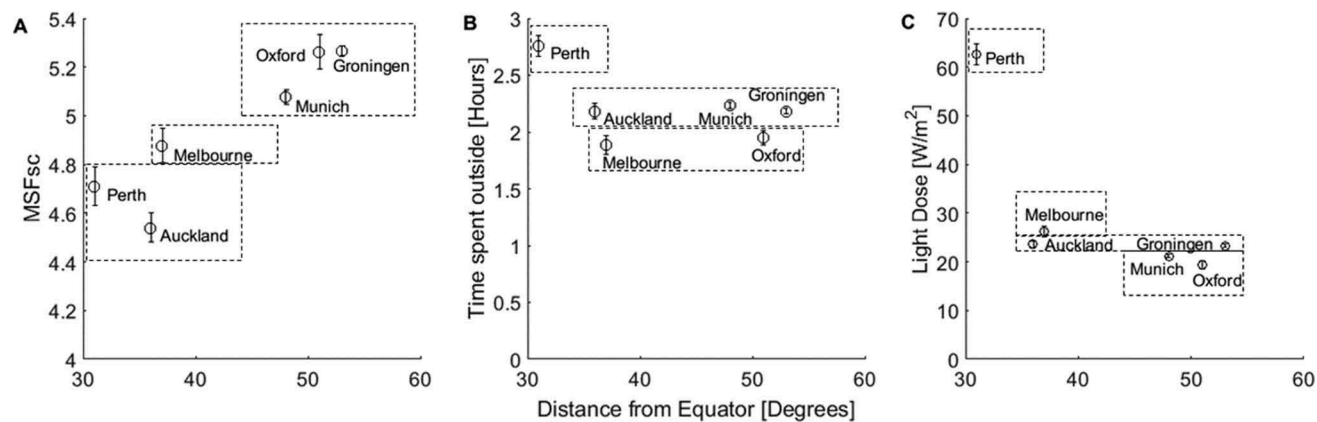 A
MSFsc
5.4
5.2
5
4.8
4.6
4.4
4.2
4
Oxford
Groningen
Munich
Melbourne
Perth
Auckland
30
40
50
60
B
Time spent outside [Hours]
3
2.5
2
1.5
1
0.5
0
Perth
Groningen
Auckland
Munich
Melbourne
Oxford
30
40
50
60
Distance from Equator [Degrees]
C
Light Dose [W/m²]
70
60
50
40
30
20
10
0
Perth
Melbourne
Auckland
Groningen
Munich
Oxford
30
40
50
60